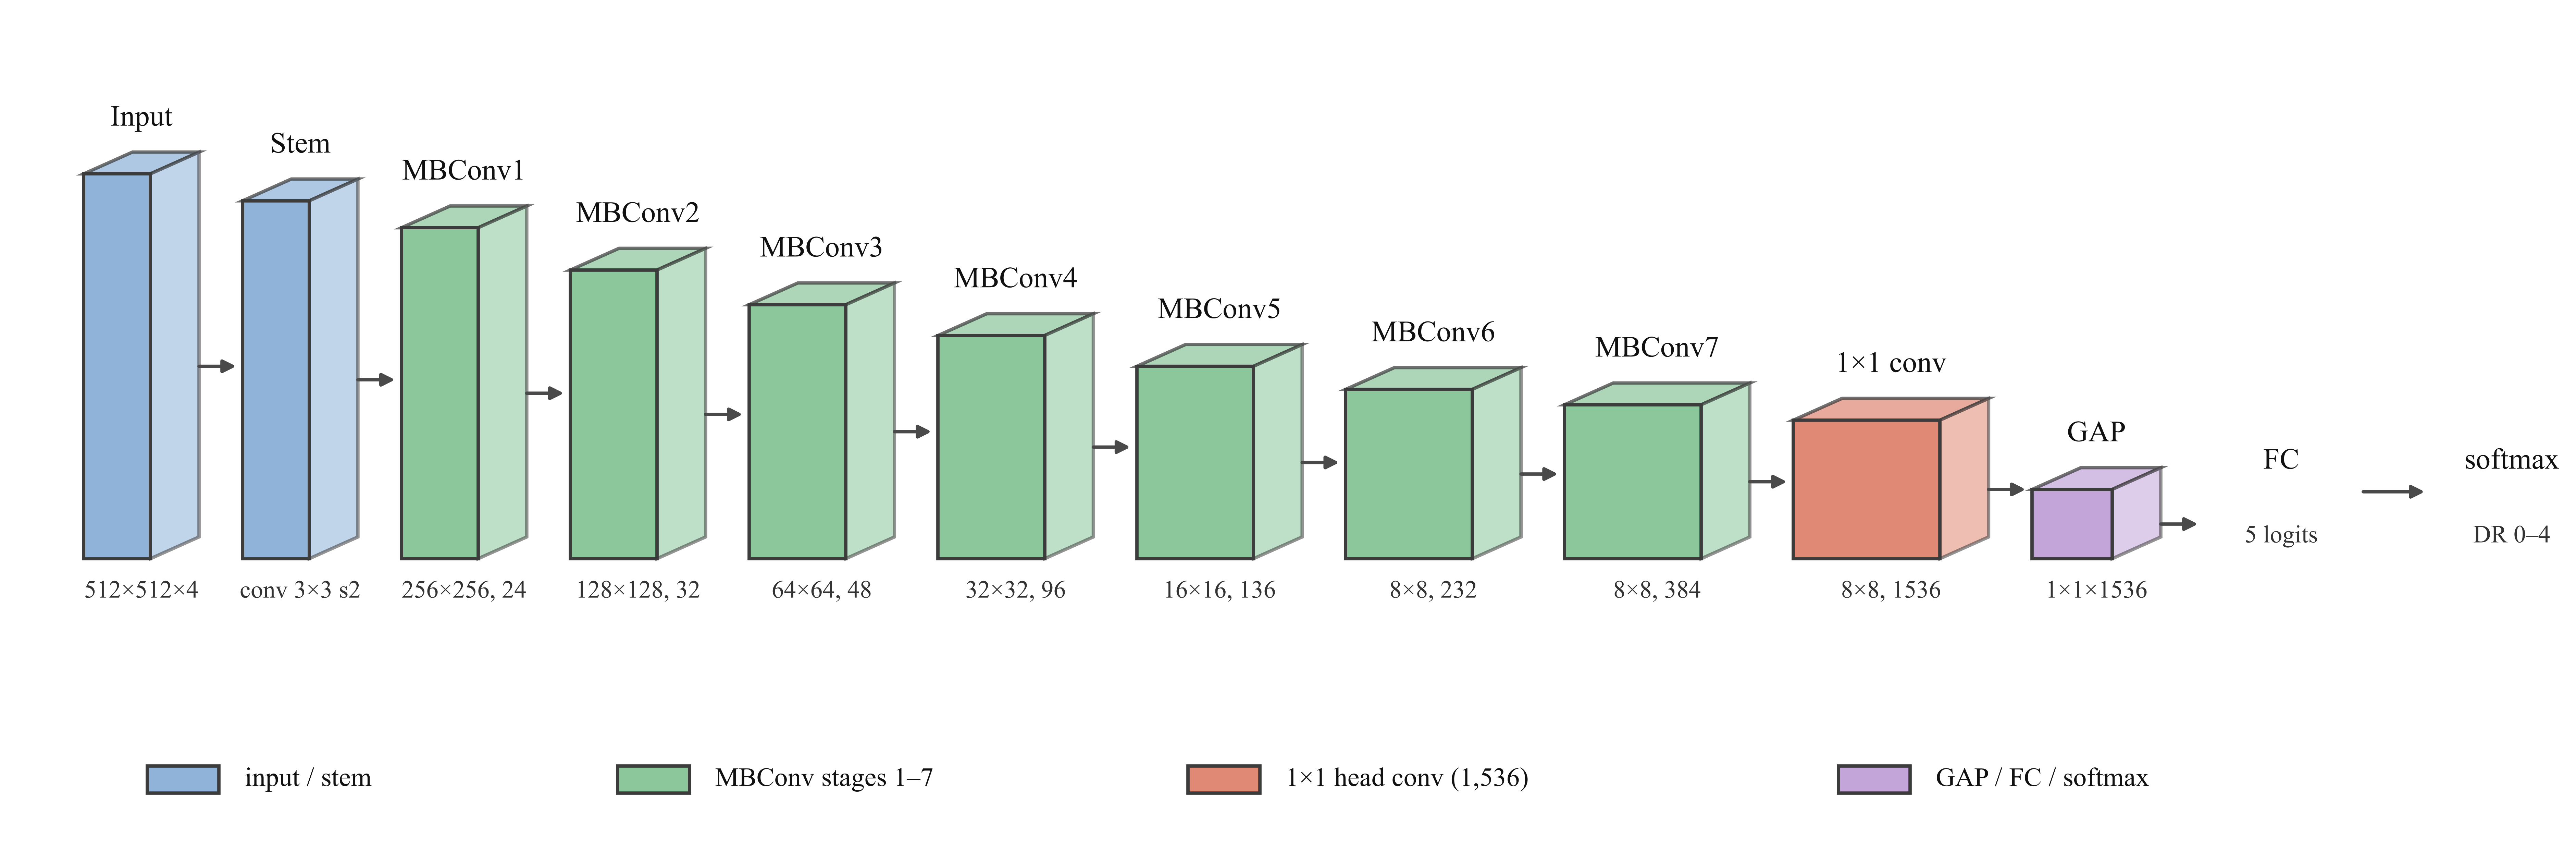 Input
Stem
MBConv1
MBConv2
MBConv3
MBConv4
MBConv5
MBConv6
MBConv7
1×1 conv
GAP
FC
softmax
5 logits
DR 0–4
512×512×4
conv 3×3 s2
256×256, 24
128×128, 32
64×64, 48
32×32, 96
16×16, 136
8×8, 232
8×8, 384
8×8, 1536
1×1×1536
input / stem
MBConv stages 1–7
1×1 head conv (1,536)
GAP / FC / softmax